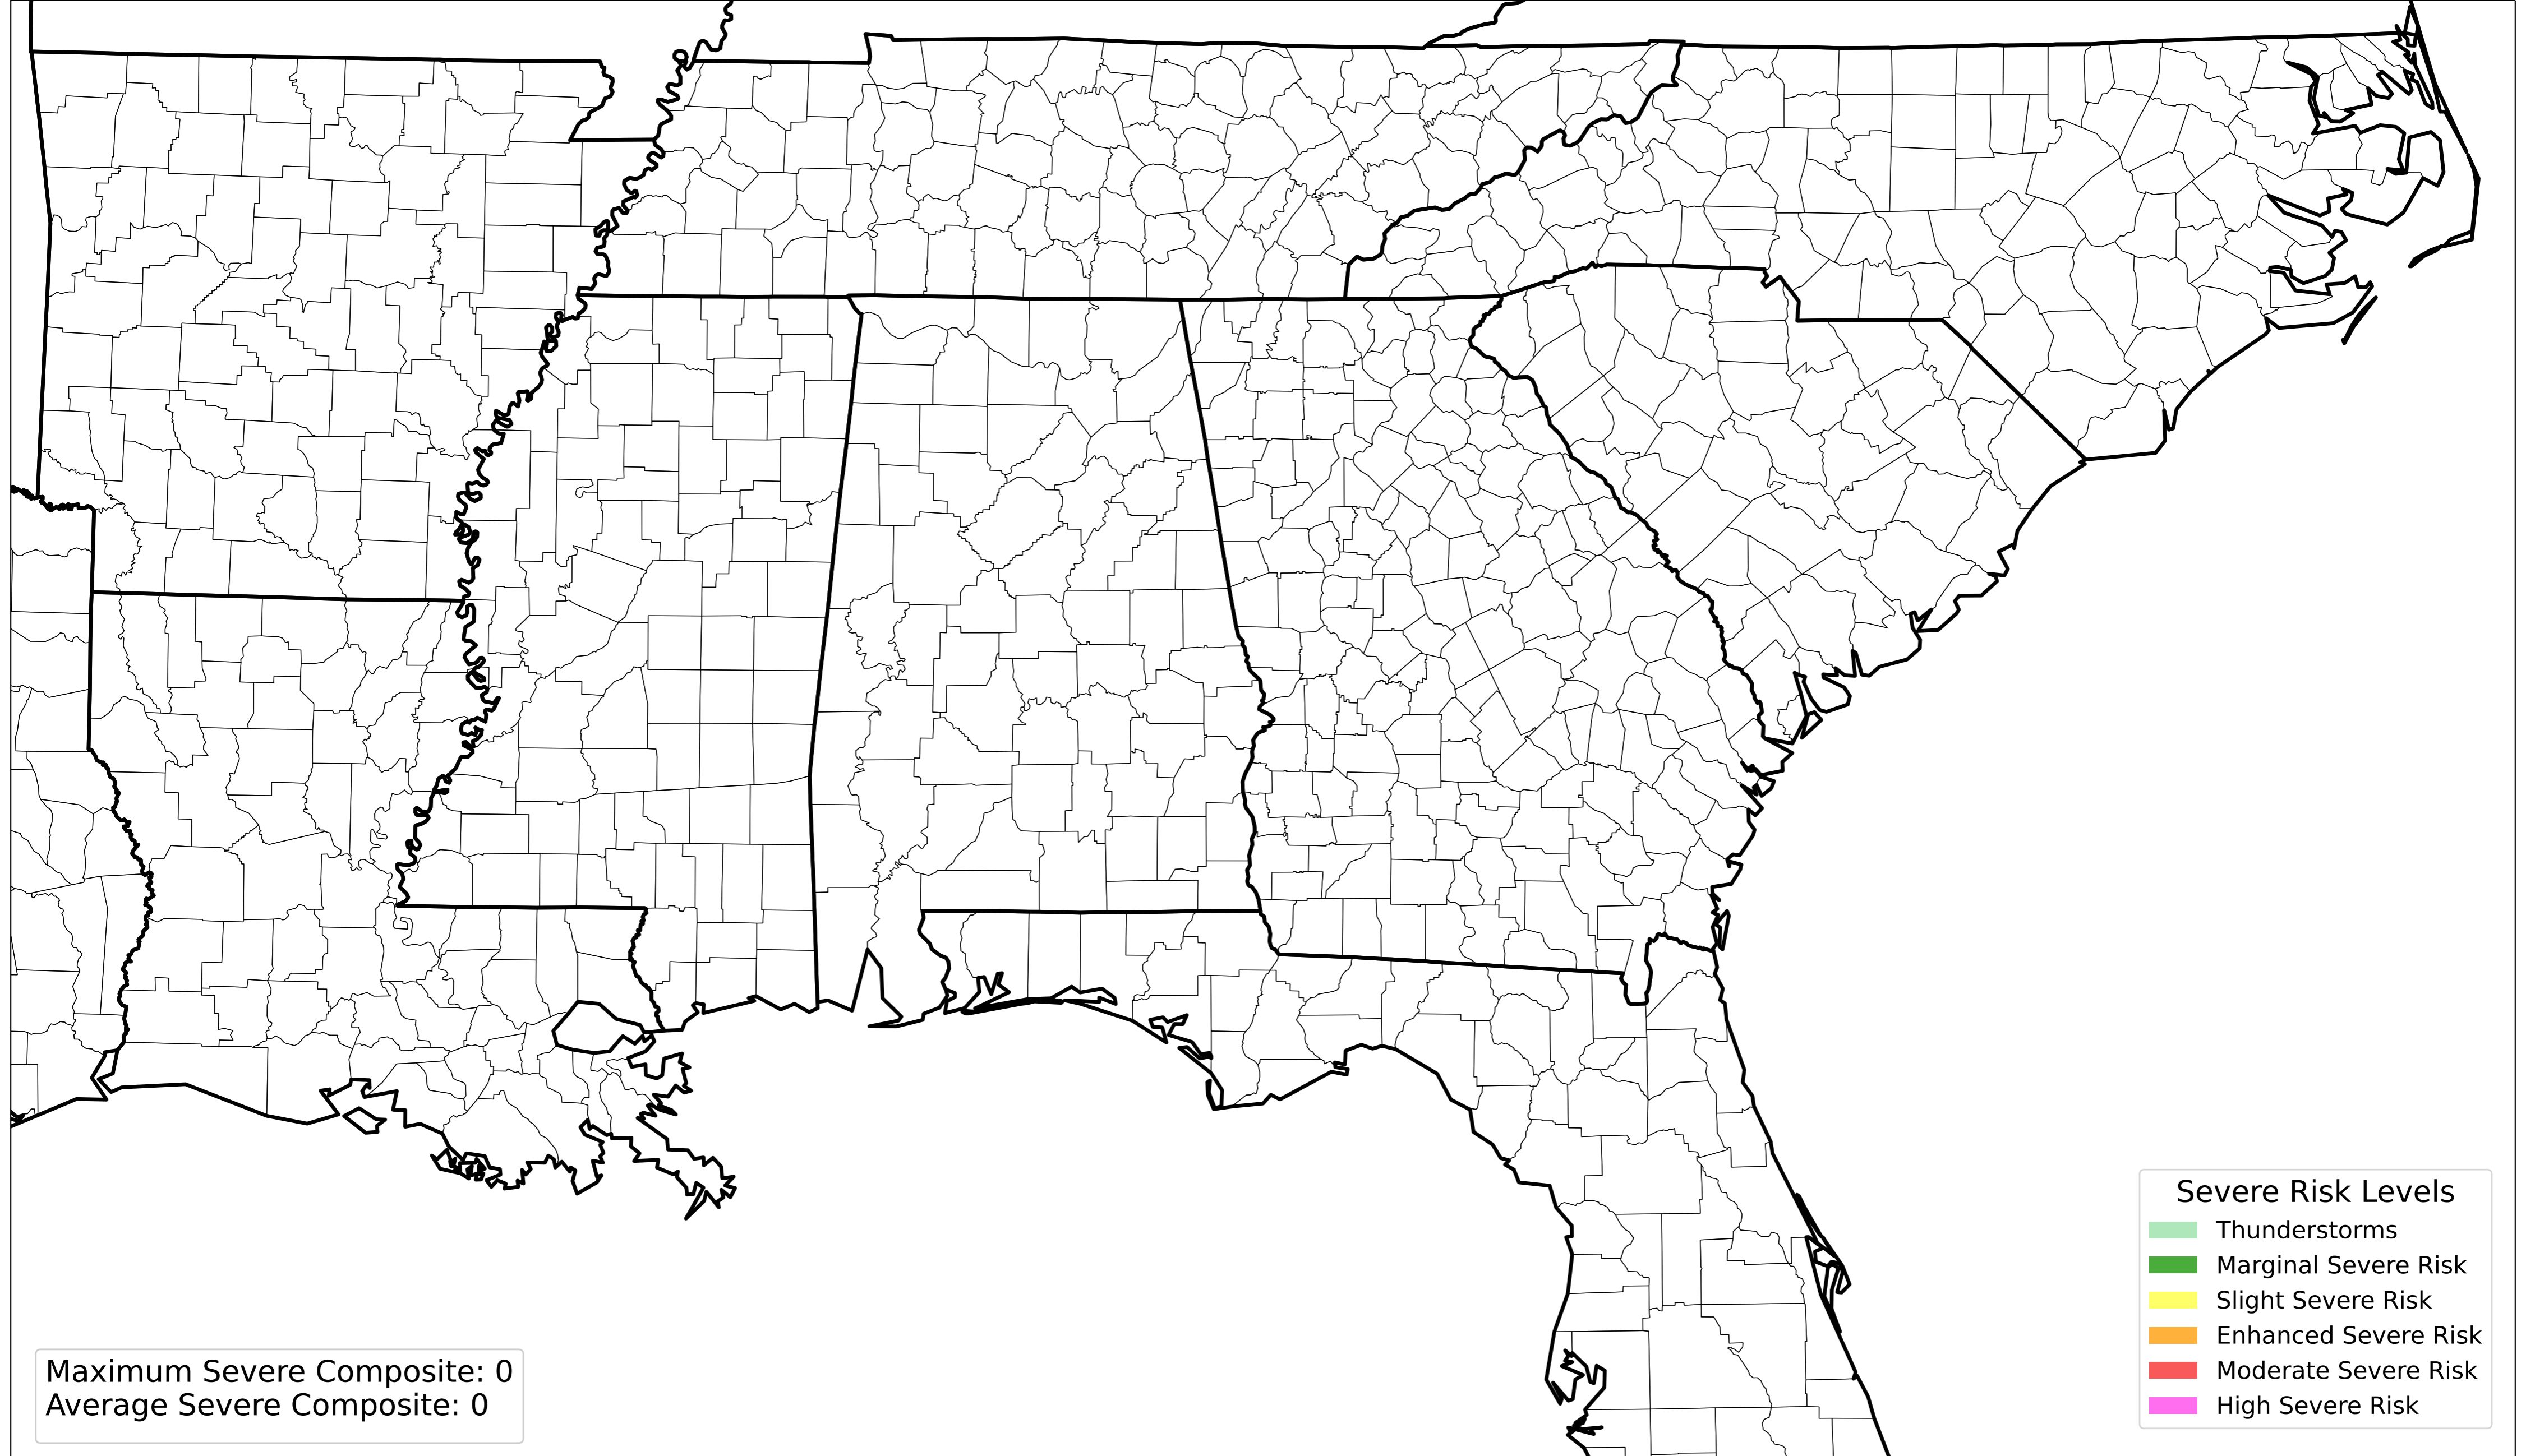 Severe Risk Levels
Thunderstorms
Marginal Severe Risk
Slight Severe Risk
Enhanced Severe Risk
Moderate Severe Risk
High Severe Risk
Maximum Severe Composite: 0
Average Severe Composite: 0